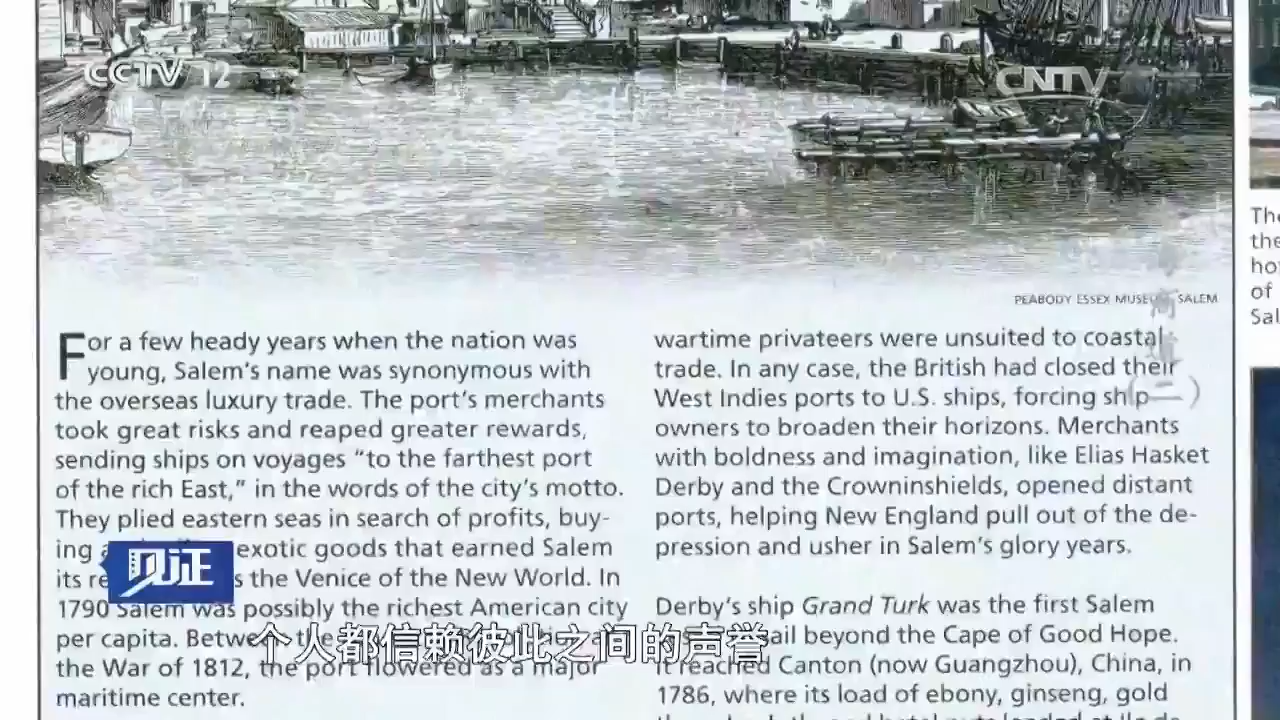 CCTV 12
CNTV
PEABODY ESSEX SALEM
For a few heady years when the nation was
young, Salem's name was synonymous with
the overseas luxury trade. The port's merchants
took great risks and reaped greater rewards,
sending ships on voyages “to the farthest port
of the rich East,” in the words of the city's motto.
They plied eastern seas in search of profits, buy-
ing exotic goods that earned Salem
its the Venice of the New World. In
1790 Salem was possibly the richest American city
per capita. the
the War of 1812, the port flowered as a major
maritime center.
wartime privateers were unsuited to coastal
trade. In any case, the British had closed their
West Indies ports to U.S. ships, forcing ship
owners to broaden their horizons. Merchants
with boldness and imagination, like Elias Hasket
Derby and the Crowninshields, opened distant
ports, helping New England pull out of the de-
pression and usher in Salem's glory years.
Derby's ship Grand Turk was the first Salem
beyond the Cape of Good Hope.
It reached Canton (now Guangzhou), China, in
1786, where its load of ebony, ginseng, gold
the
of
见证
个人都信赖彼此之间的声誉
(二)